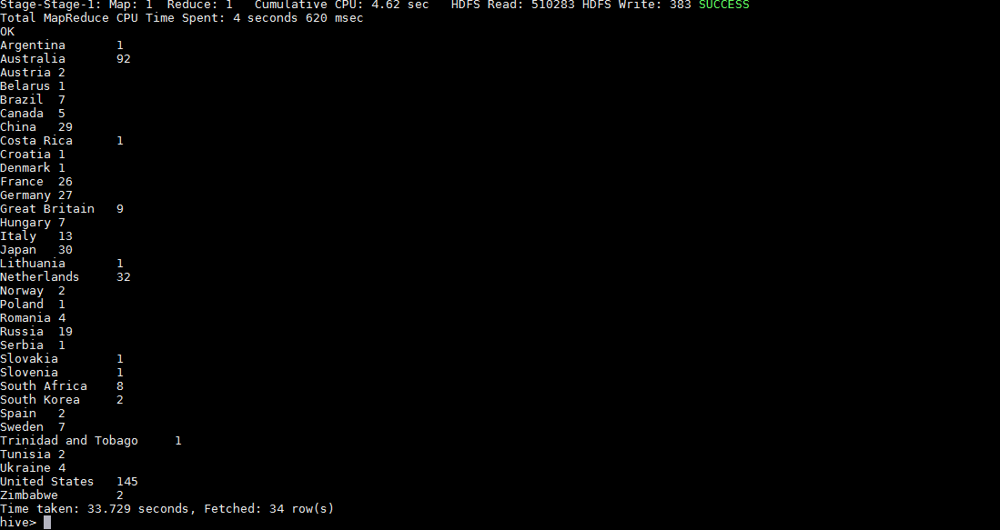 Stage-Stage-1: Map: 1  Reduce: 1   Cumulative CPU: 4.62 sec   HDFS Read: 510283 HDFS Write: 383 SUCCESS
Total MapReduce CPU Time Spent: 4 seconds 620 msec
OK
Argentina       1
Australia       92
Austria 2
Belarus 1
Brazil  7
Canada  5
China   29
Costa Rica      1
Croatia 1
Denmark 1
France  26
Germany 27
Great Britain   9
Hungary 7
Italy   13
Japan   30
Lithuania       1
Netherlands     32
Norway  2
Poland  1
Romania 4
Russia  19
Serbia  1
Slovakia        1
Slovenia        1
South Africa    8
South Korea     2
Spain   2
Sweden  7
Trinidad and Tobago     1
Tunisia 2
Ukraine 4
United States   145
Zimbabwe        2
Time taken: 33.729 seconds, Fetched: 34 row(s)
hive>